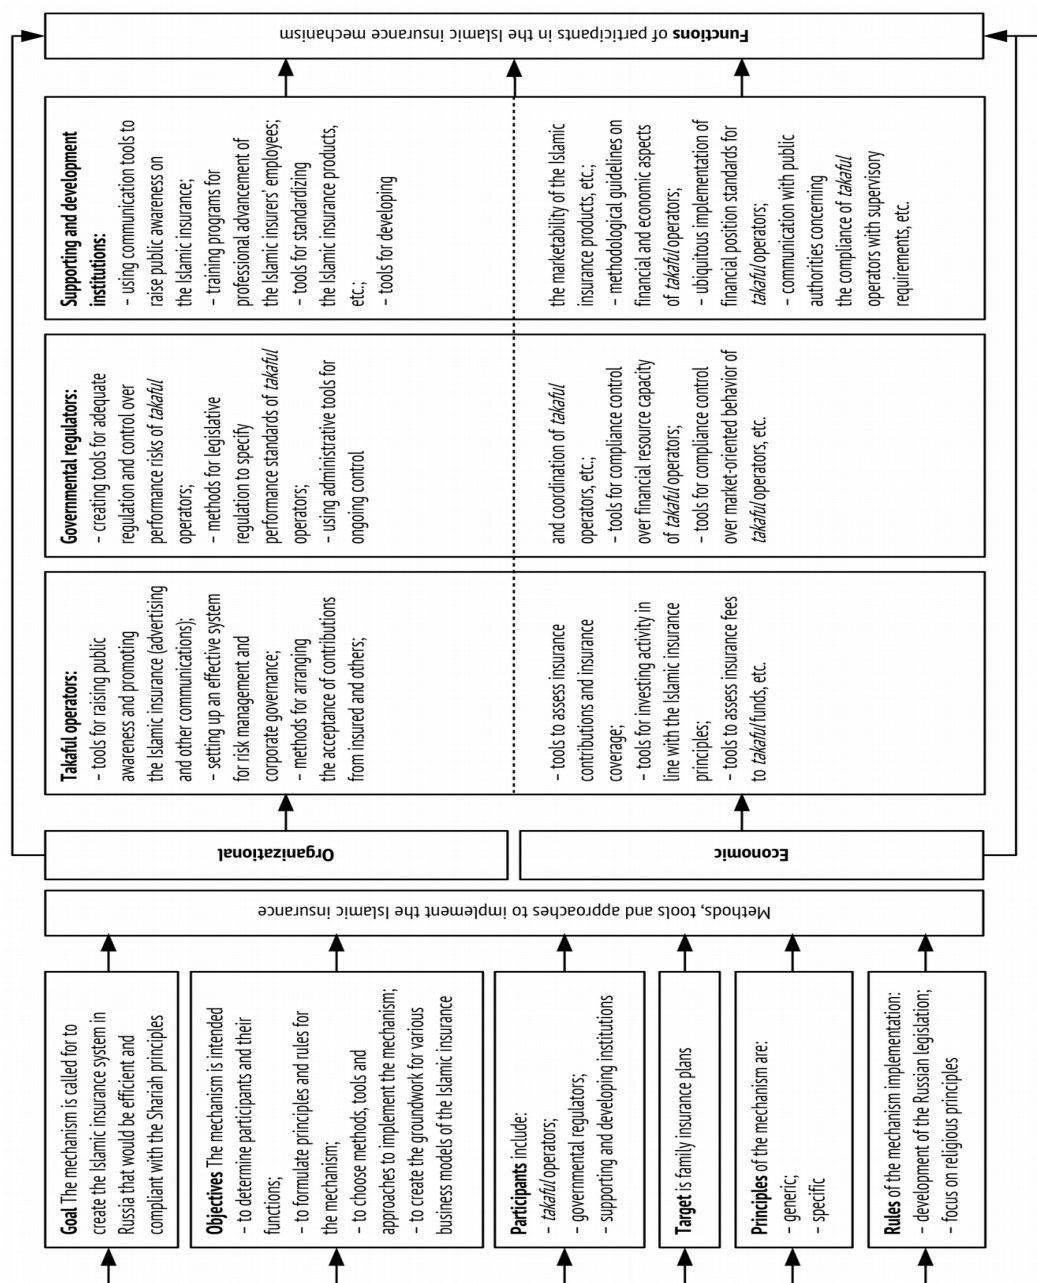 Goal The mechanism is called for to
create the Islamic insurance system in
Russia that would be efficient and
compliant with the Shariah principles
Objectives The mechanism is intended
– to determine participants and their
functions;
– to formulate principles and rules for
the mechanism;
– to choose methods, tools and
approaches to implement the mechanism;
– to create the groundwork for various
business models of the Islamic insurance
Participants include:
– takaful operators;
– governmental regulators;
– supporting and developing institutions
Target is family insurance plans
Principles of the mechanism are:
– generic;
– specific
Rules of the mechanism implementation:
– development of the Russian legislation;
– focus on religious principles
Methods, tools and approaches to implement the Islamic insurance
Organizational
Economic
Takaful operators:
– tools for raising public
awareness and promoting
the Islamic insurance (advertising
and other communications);
– setting up an effective system
for risk management and
corporate governance;
– methods for arranging
the acceptance of contributions
from insured and others;
– tools to assess insurance
contributions and insurance
coverage;
– tools for investing activity in
line with the Islamic insurance
principles;
– tools to assess insurance fees
to takaful funds, etc.
Governmental regulators:
– creating tools for adequate
regulation and control over
performance risks of takaful
operators;
– methods for legislative
regulation to specify
performance standards of takaful
operators;
– using administrative tools for
ongoing control
and coordination of takaful
operators, etc.;
– tools for compliance control
over financial resource capacity
of takaful operators;
– tools for compliance control
over market-oriented behavior of
takaful operators, etc.
Supporting and development
institutions:
– using communication tools to
raise public awareness on
the Islamic insurance;
– training programs for
professional advancement of
the Islamic insurers' employees;
– tools for standardizing
the Islamic insurance products,
etc.;
– tools for developing
the marketability of the Islamic
insurance products, etc.;
– methodological guidelines on
financial and economic aspects
of takaful operators;
– ubiquitous implementation of
financial position standards for
takaful operators;
– communication with public
authorities concerning
the compliance of takaful
operators with supervisory
requirements, etc.
Functions of participants in the Islamic insurance mechanism